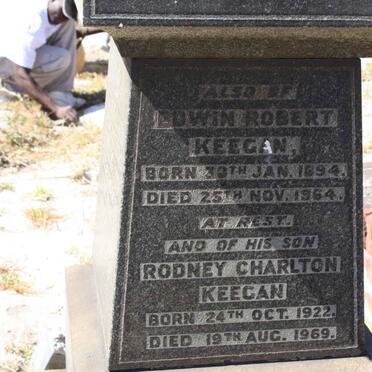 ALSO OF
EDWIN ROBERT
KEEGAN,
BORN 30TH JAN. 1894.
DIED 25TH NOV. 1964.
AT REST.
AND OF HIS SON
RODNEY CHARLTON
KEEGAN
BORN 24TH OCT. 1922.
DIED 19TH AUG. 1969.